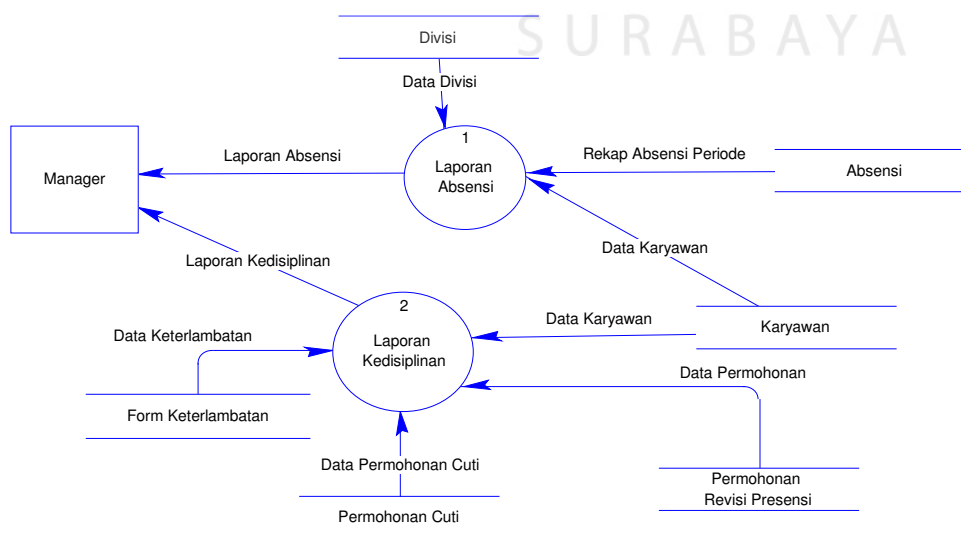 SURABAYA
Divisi
Data Divisi
1
Laporan
Absensi
Laporan Absensi
Rekap Absensi Periode
Absensi
Manager
Data Karyawan
Laporan Kedisiplinan
2
Laporan
Kedisiplinan
Data Karyawan
Karyawan
Data Keterlambatan
Data Permohonan
Form Keterlambatan
Data Permohonan Cuti
Permohonan
Revisi Presensi
Permohonan Cuti